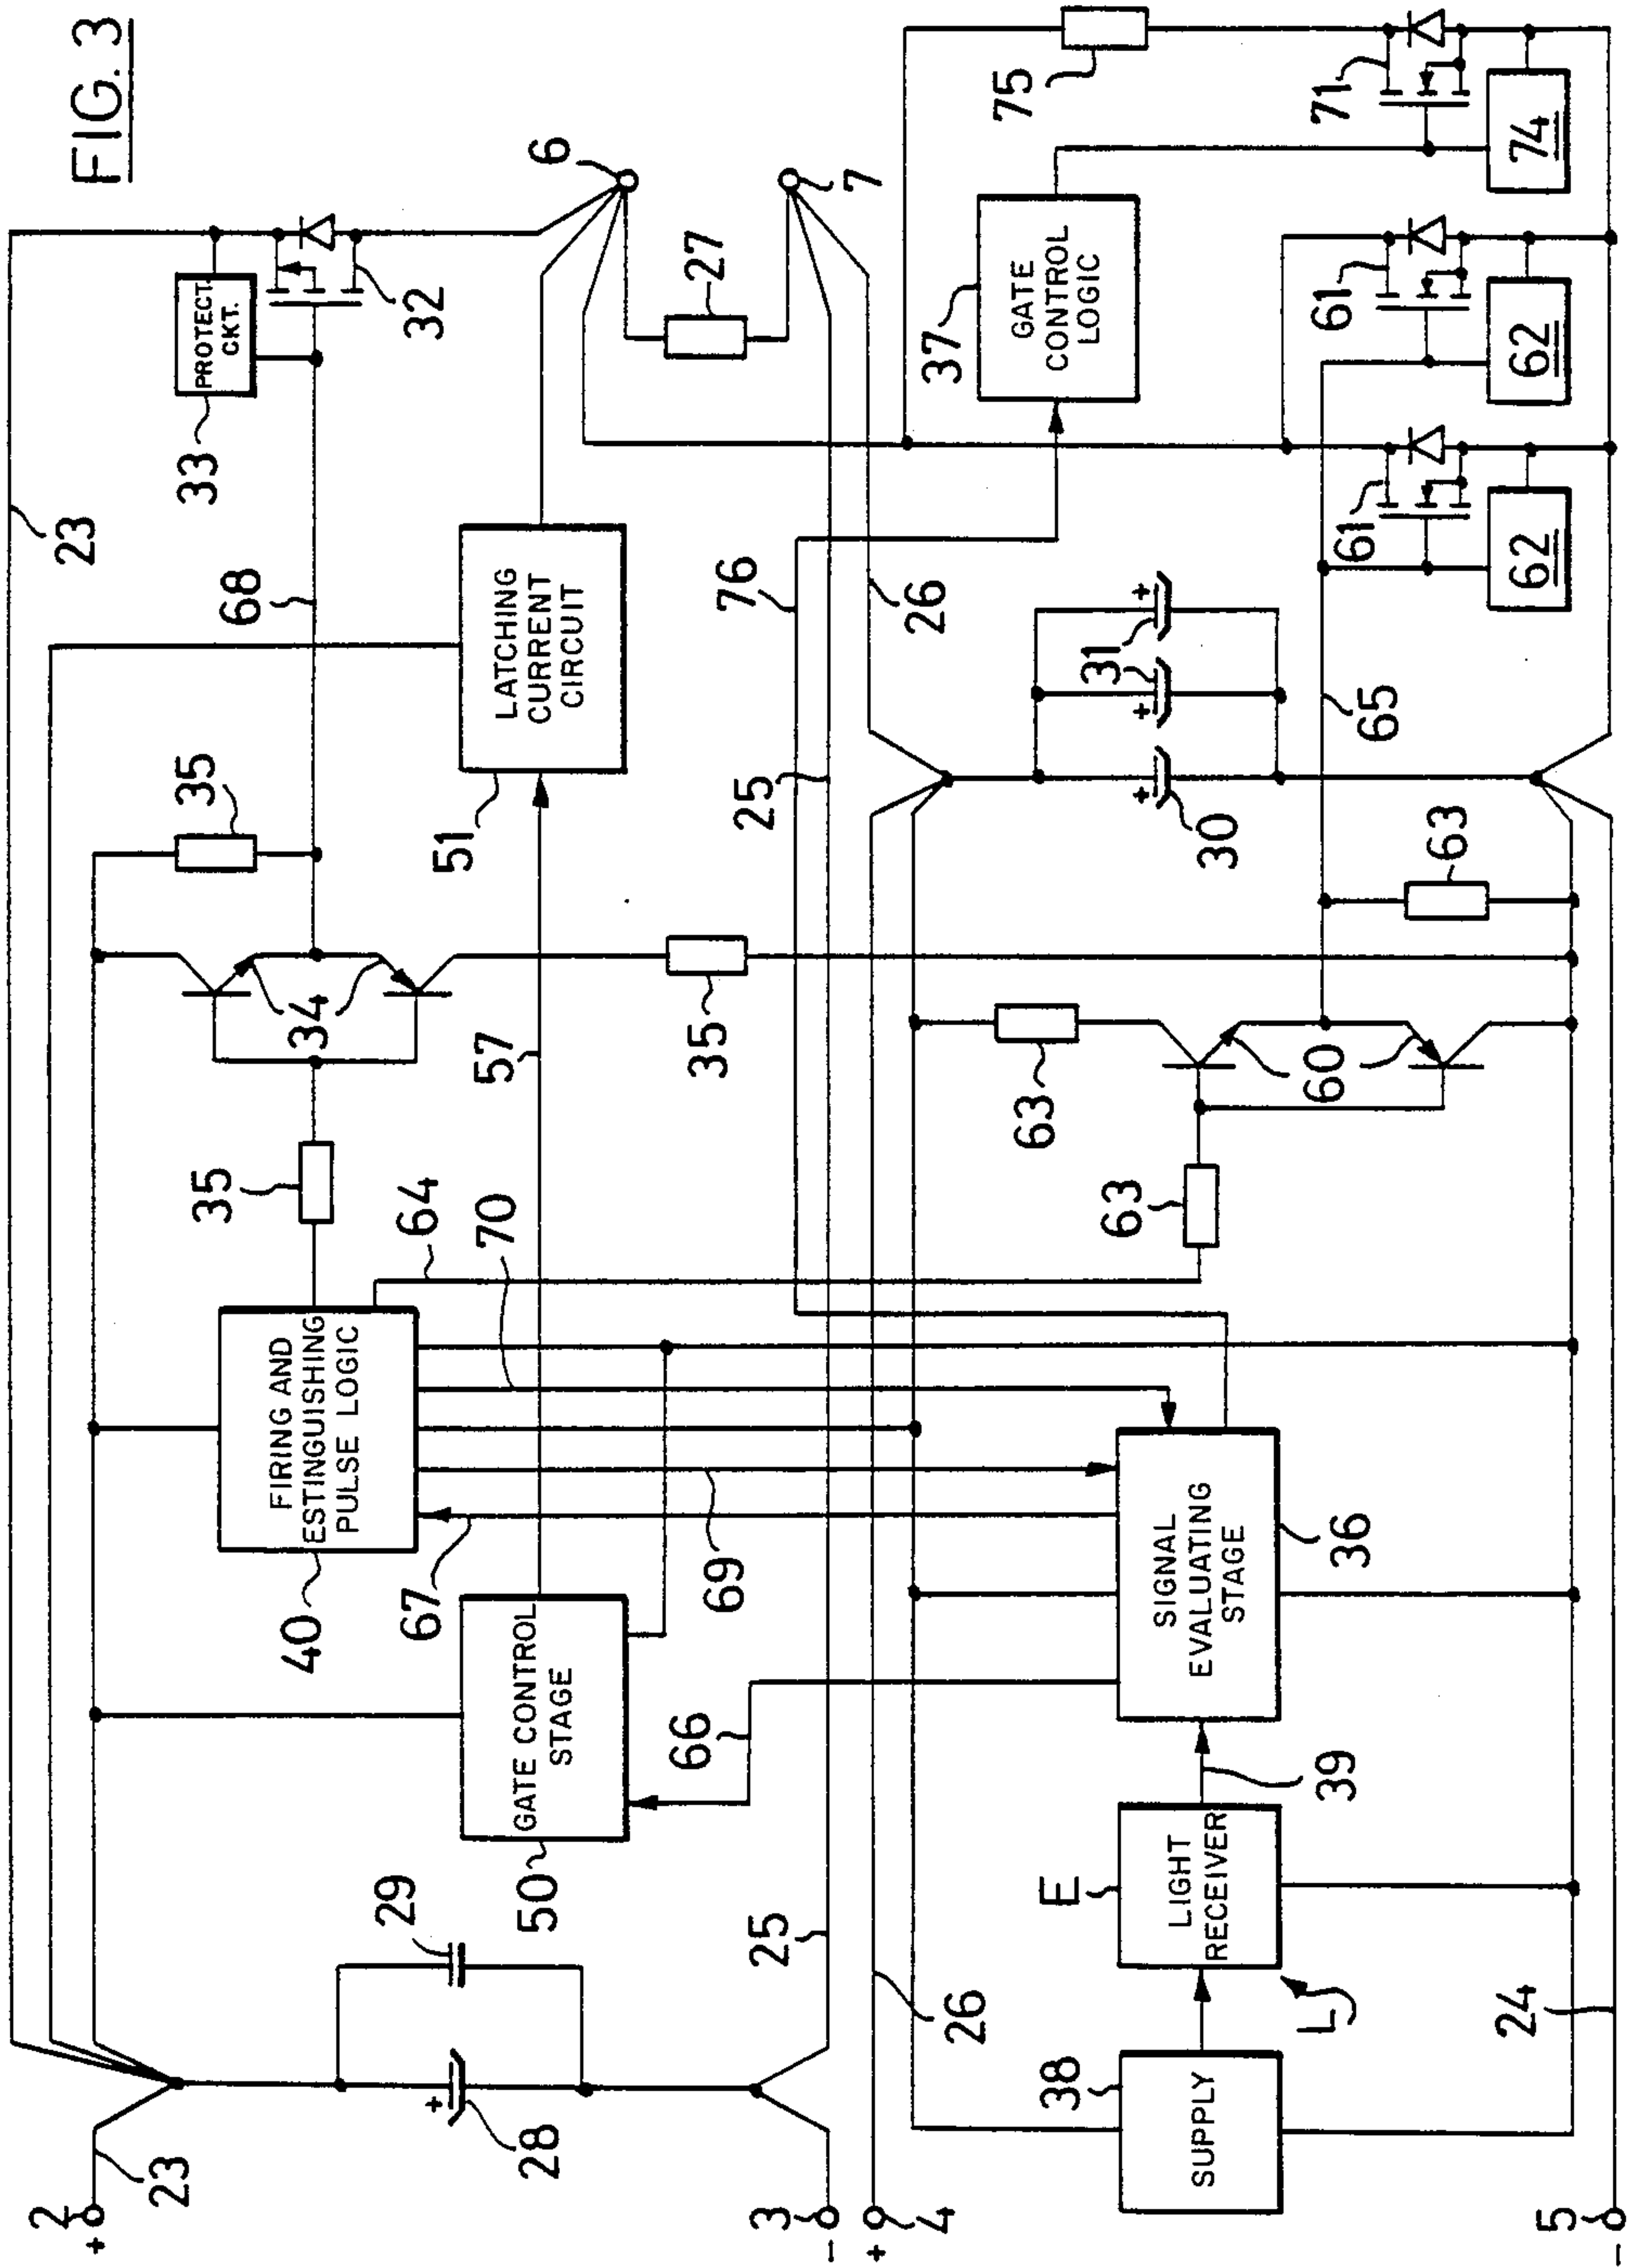 FIG. 3
23
2
+
23
28
+
29
3
-
25
+
4
26
5
-
24
38
SUPPLY
L
E
LIGHT
RECEIVER
39
50
GATE CONTROL
STAGE
66
40
FIRING AND
ESTINGUISHING
PULSE LOGIC
67
69
70
64
36
SIGNAL
EVALUATING
STAGE
35
34
35
35
57
68
51
LATCHING
CURRENT
CIRCUIT
33
PROTECT.
CKT.
32
6
7
27
25
26
76
63
63
60
63
65
30
+
31
+
+
37
GATE
CONTROL
LOGIC
61
62
61
62
75
71
74